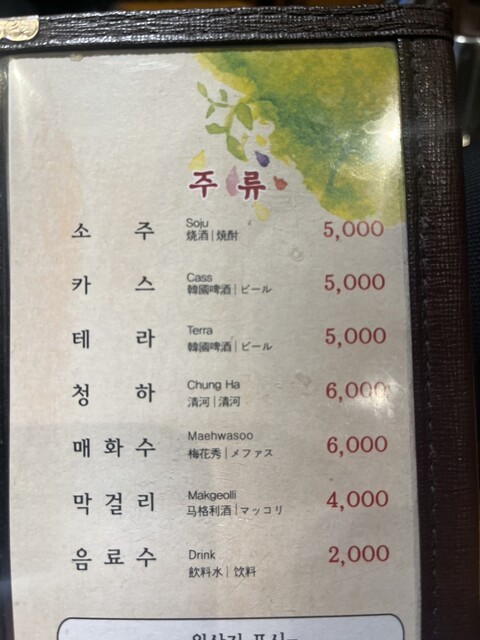 주류
소주 Soju 5,000
燒酒 | 焼酎
카스 Cass 5,000
韓國啤酒 | ビール
테라 Terra 5,000
韓國啤酒 | ビール
청하 Chung Ha 6,000
清河 | 清河
매화수 Maehwasoo 6,000
梅花秀 | メファス
막걸리 Makgeolli 4,000
马格利酒 | マッコリ
음료수 Drink 2,000
飲料水 | 饮料